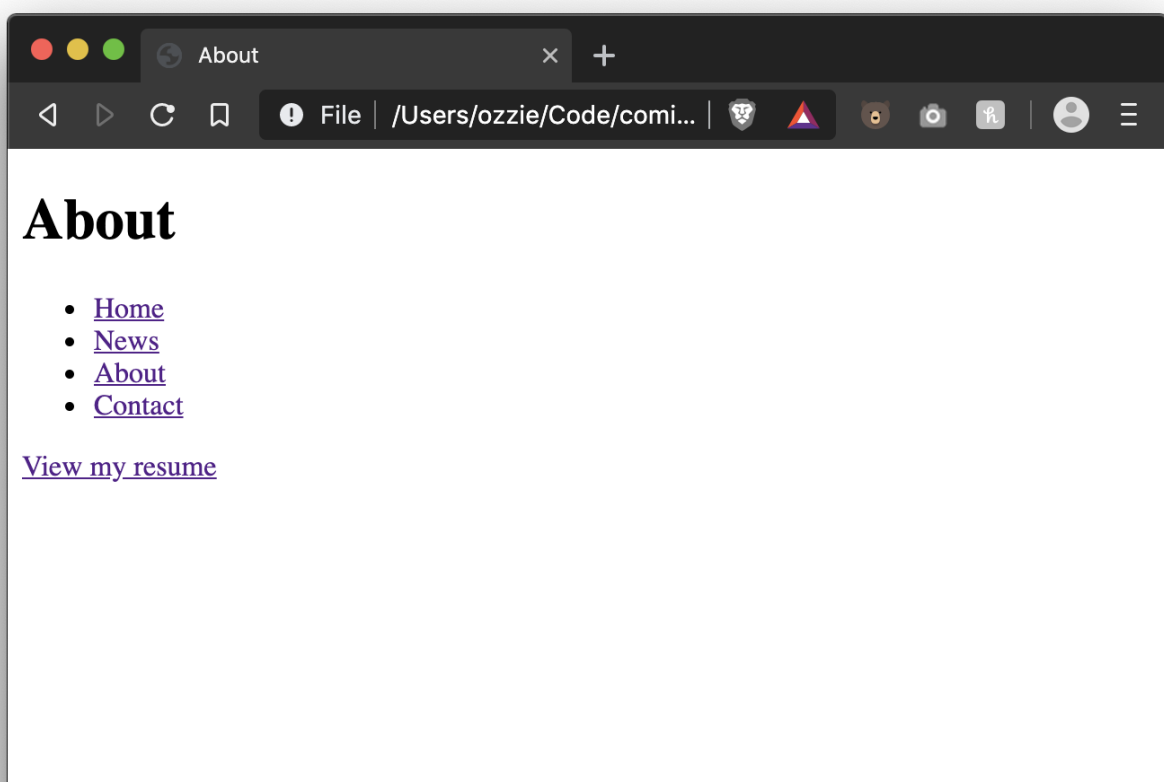 About
File /Users/ozzie/Code/comi...
About
Home
News
About
Contact
View my resume